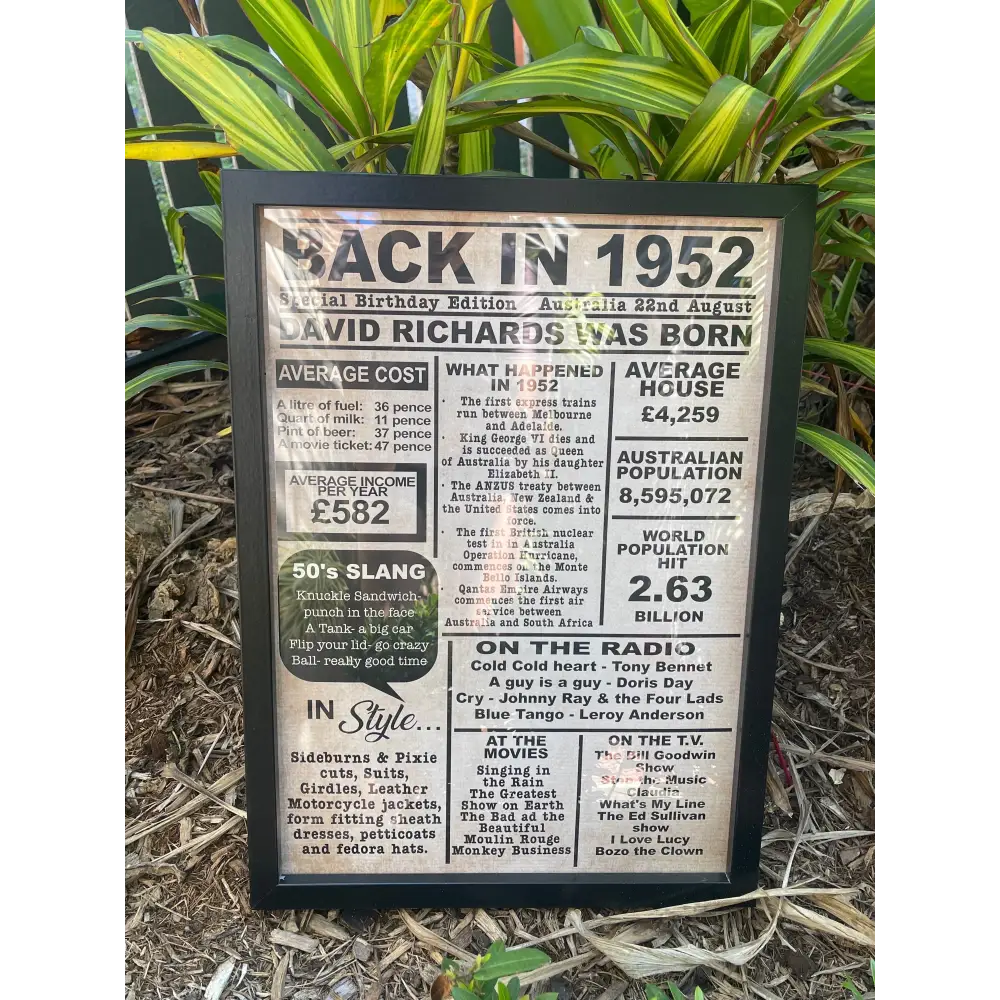 BACK IN 1952
Special Birthday Edition Australia 22nd August
DAVID RICHARDS WAS BORN
AVERAGE COST
A litre of fuel: 36 pence
Quart of milk: 11 pence
Pint of beer: 37 pence
A movie ticket: 47 pence
AVERAGE INCOME
PER YEAR
£582
50's SLANG
Knuckle Sandwich-
punch in the face
A Tank- a big car
Flip your lid- go crazy
Ball- really good time
IN Style...
Sideburns & Pixie
cuts, Suits,
Girdles, Leather
Motorcycle jackets,
form fitting sheath
dresses, petticoats
and fedora hats.
WHAT HAPPENED
IN 1952
· The first express trains
run between Melbourne
and Adelaide.
· King George VI dies and
is succeeded as Queen
of Australia by his daughter
Elizabeth II.
· The ANZUS treaty between
Australia, New Zealand &
the United States comes into
force.
· The first British nuclear
test in in Australia
Operation Hurricane,
commences on the Monte
Bello Islands.
· Qantas Empire Airways
commences the first air
service between
Australia and South Africa
AVERAGE
HOUSE
£4,259
AUSTRALIAN
POPULATION
8,595,072
WORLD
POPULATION
HIT
2.63
BILLION
ON THE RADIO
Cold Cold heart - Tony Bennet
A guy is a guy - Doris Day
Cry - Johnny Ray & the Four Lads
Blue Tango - Leroy Anderson
AT THE
MOVIES
Singing in
the Rain
The Greatest
Show on Earth
The Bad ad the
Beautiful
Moulin Rouge
Monkey Business
ON THE T.V.
The Bill Goodwin
Show
Stop the Music
Claudia
What's My Line
The Ed Sullivan
show
I Love Lucy
Bozo the Clown